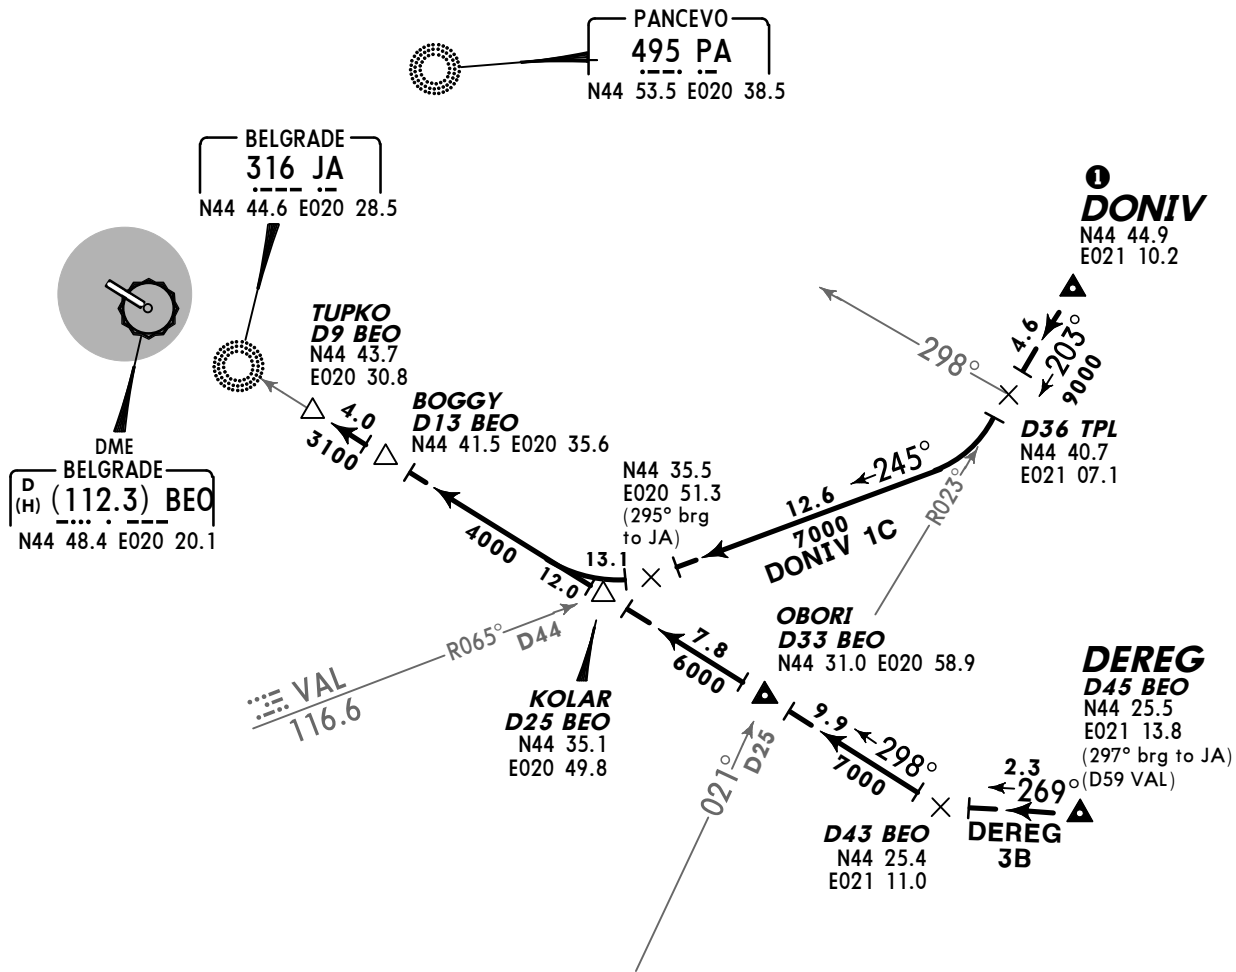 PANCEVO
495 PA
N44 53.5 E020 38.5
BELGRADE
316 JA
N44 44.6 E020 28.5
1
DONIV
N44 44.9
E021 10.2
TUPKO
D9 BEO
N44 43.7
E020 30.8
298°
4.6
203°
9000
BOGGY
D13 BEO
N44 41.5 E020 35.6
4.0
3100
D36 TPL
N44 40.7
E021 07.1
DME
BELGRADE
D
(H) (112.3) BEO
N44 48.4 E020 20.1
N44 35.5
E020 51.3
(295° brg
to JA)
245°
12.6
7000
DONIV 1C
R023°
4000
13.1
12.0
R065°
D44
VAL
116.6
OBORI
D33 BEO
N44 31.0 E020 58.9
7.8
6000
KOLAR
D25 BEO
N44 35.1
E020 49.8
DEREG
D45 BEO
N44 25.5
E021 13.8
(297° brg to JA)
(D59 VAL)
9.9
298°
7000
021°
D25
2.3
269°
DEREG
3B
D43 BEO
N44 25.4
E021 11.0